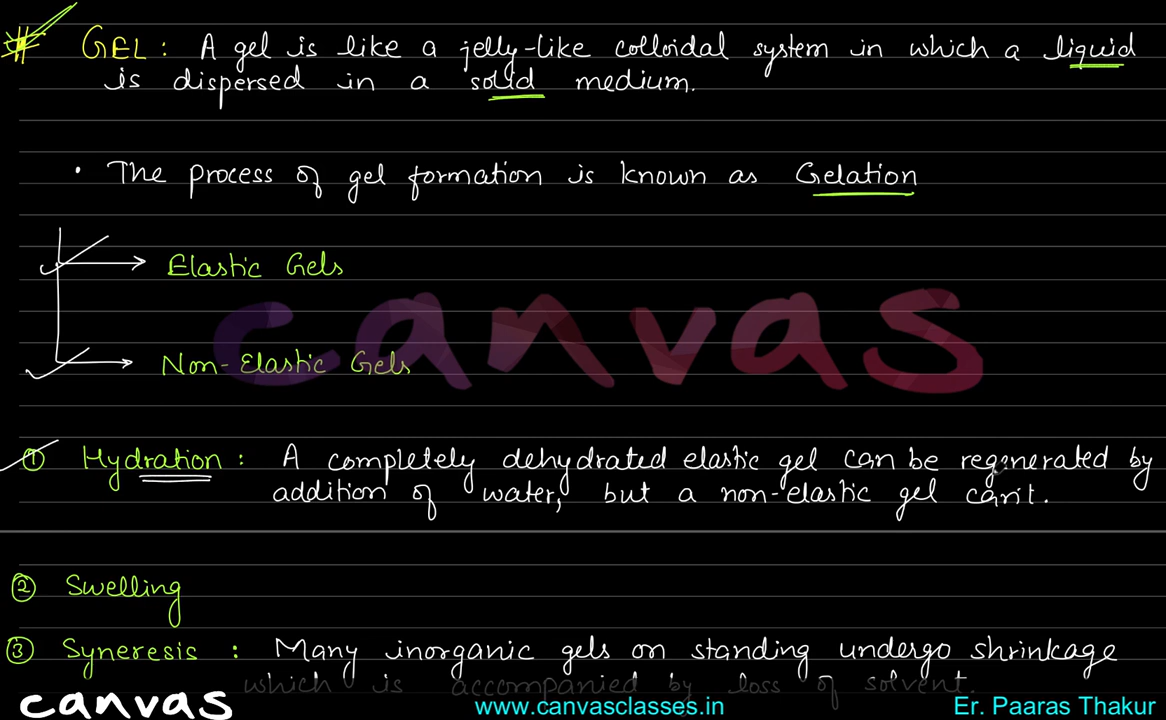 * GEL : A gel is like a jelly-like colloidal system in which a liquid
is dispersed in a solid medium.
· The process of gel formation is known as Gelation
→ Elastic Gels
canvas
→ Non-Elastic Gels
① Hydration : A completely dehydrated elastic gel can be regenerated by
addition of water, but a non-elastic gel can't.
② Swelling
③ Syneresis : Many inorganic gels on standing undergo shrinkage
which is accompanied by loss of solvent.
canvas www.canvasclasses.in Er. Paaras Thakur